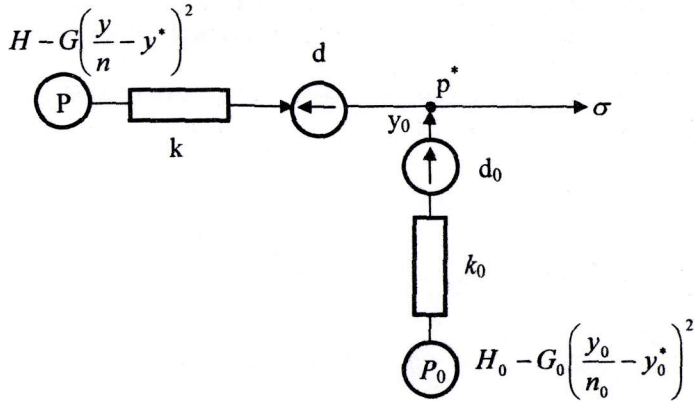 H – G(y/n – y*)²
d
p*
P
σ
y₀
k
d₀
k₀
P₀ H₀ – G₀(y₀/n₀ – y₀*)²